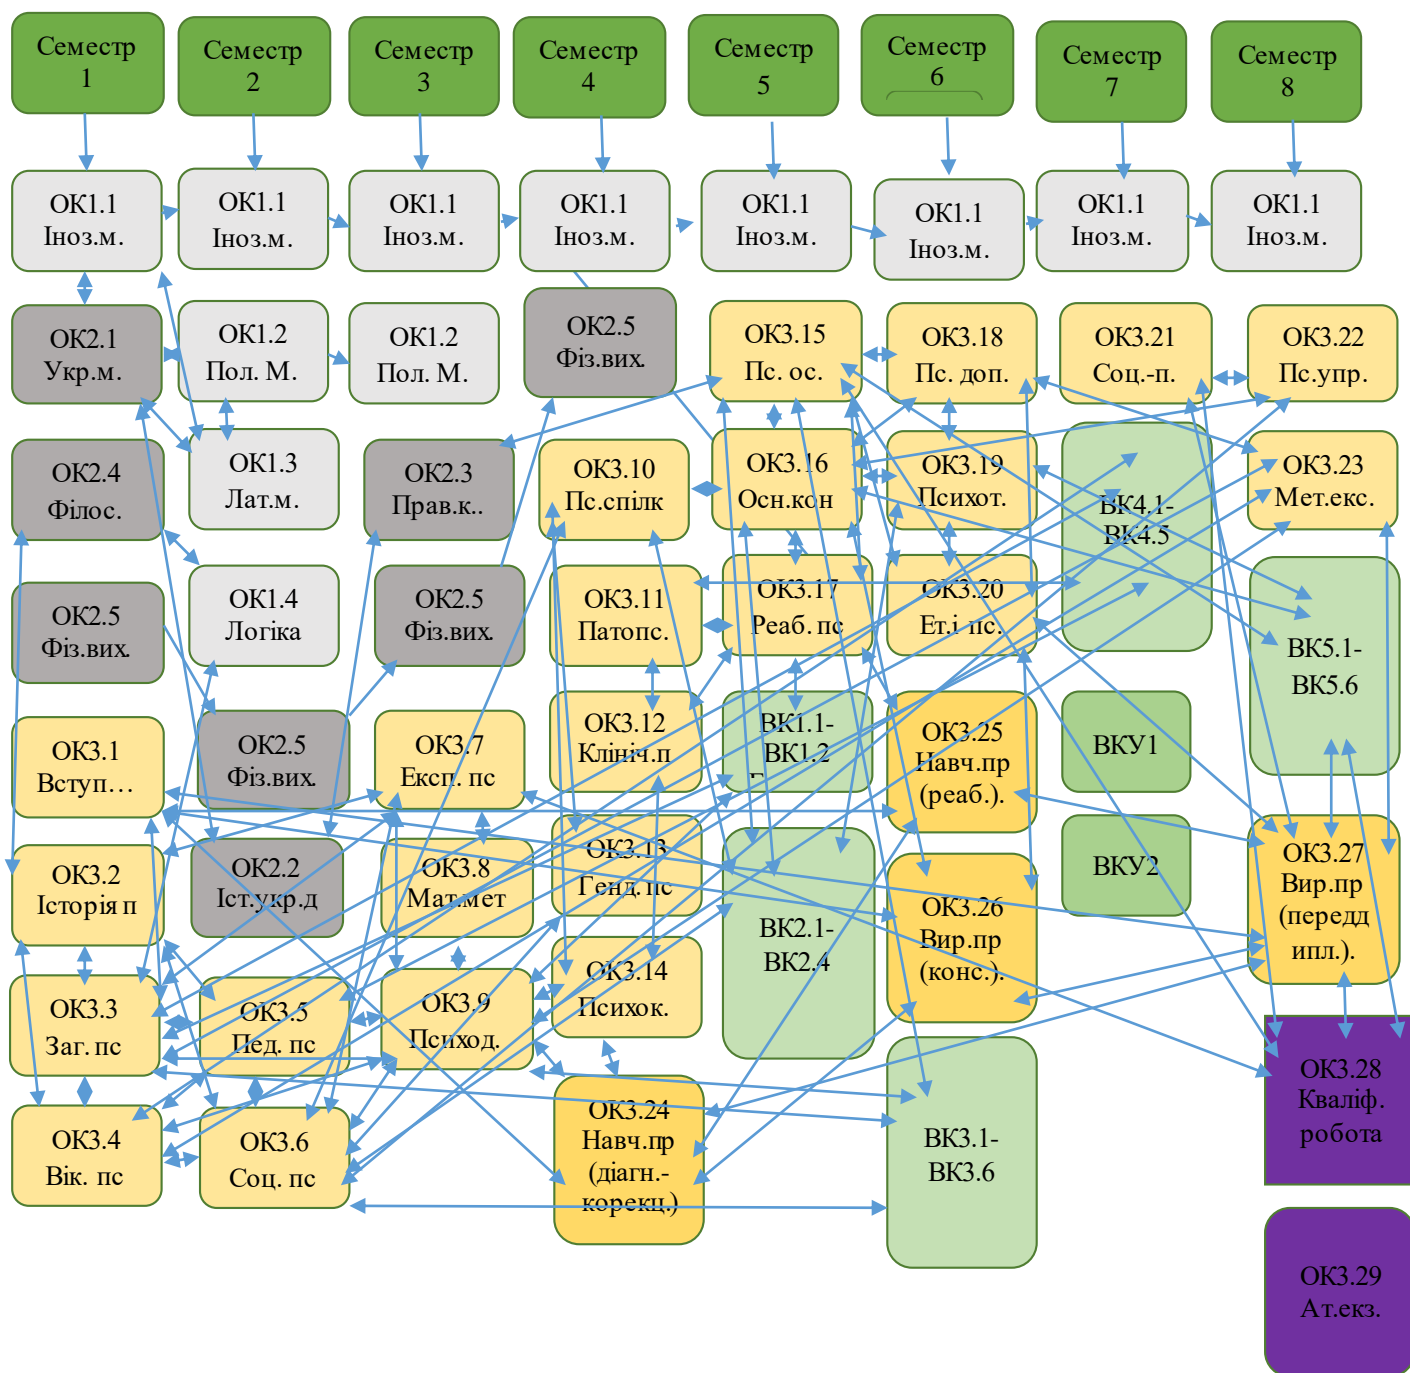 Семестр
1
Семестр
2
Семестр
3
Семестр
4
Семестр
5
Семестр
6
Семестр
7
Семестр
8
ОК1.1
Іноз.м.
ОК1.1
Іноз.м.
ОК1.1
Іноз.м.
ОК1.1
Іноз.м.
ОК1.1
Іноз.м.
ОК1.1
Іноз.м.
ОК1.1
Іноз.м.
ОК1.1
Іноз.м.
ОК2.1
Укр.м.
ОК1.2
Пол. М.
ОК1.2
Пол. М.
ОК2.5
Фіз.вих.
ОК3.15
Пс. ос.
ОК3.18
Пс. доп.
ОК3.21
Соц.-п.
ОК3.22
Пс.упр.
ОК2.4
Філос.
ОК1.3
Лат.м.
ОК2.3
Прав.к..
ОК3.10
Пс.спілк
ОК3.16
Осн.кон
ОК3.19
Психот.
ВК4.1-
ВК4.5
ОК3.23
Мет.екс.
ОК2.5
Фіз.вих.
ОК1.4
Логіка
ОК2.5
Фіз.вих.
ОК3.11
Патопс.
ОК3.17
Реаб. пс
ОК3.20
Ет.і пс.
ВК5.1-
ВК5.6
ОК3.1
Вступ…
ОК2.5
Фіз.вих.
ОК3.7
Експ. пс
ОК3.12
Клініч.п
ВК1.1-
ВК1.2
ОК3.25
Навч.пр
(реаб.).
ВКУ1
ОК3.2
Історія п
ОК2.2
Іст.укр.д
ОК3.8
Мат.мет
ОК3.13
Генд. пс
ВК2.1-
ВК2.4
ОК3.26
Вир.пр
(конс.).
ВКУ2
ОК3.27
Вир.пр
(передд
ипл.).
ОК3.3
Заг. пс
ОК3.5
Пед. пс
ОК3.9
Психод.
ОК3.14
Психок.
ОК3.4
Вік. пс
ОК3.6
Соц. пс
ОК3.24
Навч.пр
(діагн.-
корекц.)
ВК3.1-
ВК3.6
ОК3.28
Кваліф.
робота
ОК3.29
Ат.екз.